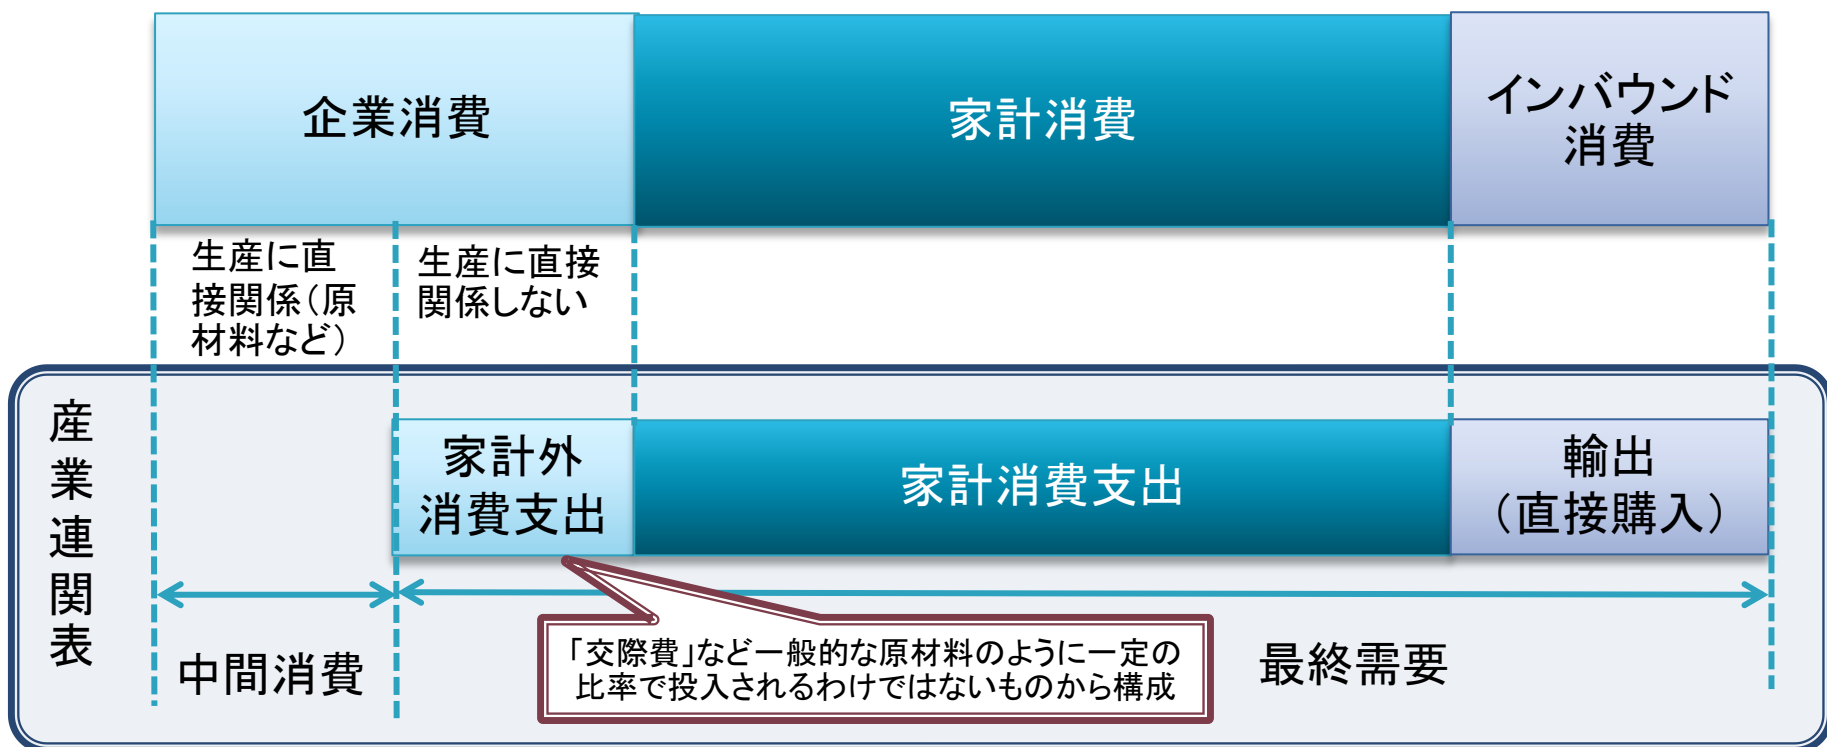 企業消費
家計消費
インバウンド
消費
生産に直
接関係(原
材料など)
生産に直接
関係しない
産
業
連
関
表
家計外
消費支出
家計消費支出
輸出
(直接購入)
「交際費」など一般的な原材料のように一定の
比率で投入されるわけではないものから構成
中間消費
最終需要